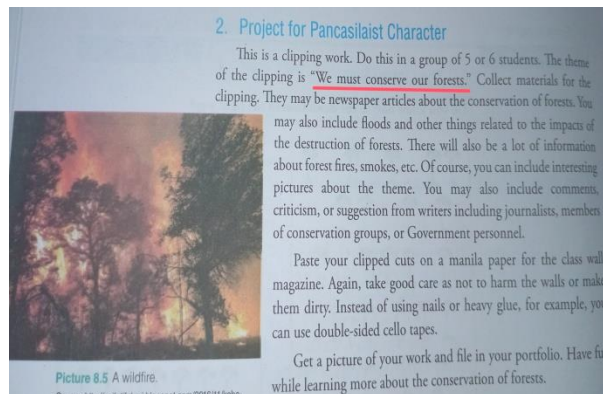 2. Project for Pancasilaist Character
This is a clipping work. Do this in a group of 5 or 6 students. The theme
of the clipping is "We must conserve our forests." Collect materials for the
clipping. They may be newspaper articles about the conservation of forests. You
may also include floods and other things related to the impacts of
the destruction of forests. There will also be a lot of information
about forest fires, smokes, etc. Of course, you can include interesting
pictures about the theme. You may also include comments,
criticism, or suggestion from writers including journalists, members
of conservation groups, or Government personnel.
Paste your clipped cuts on a manila paper for the class wall
magazine. Again, take good care as not to harm the walls or make
them dirty. Instead of using nails or heavy glue, for example, you
can use double-sided cello tapes.
Get a picture of your work and file in your portfolio. Have fu
while learning more about the conservation of forests.
Picture 8.5 A wildfire.